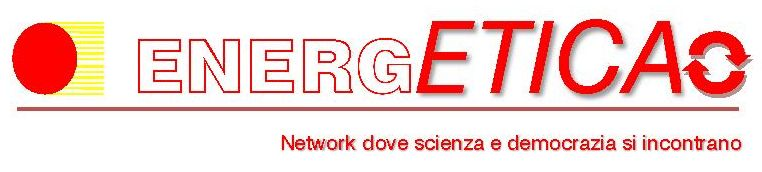 ENERGETICA
Network dove scienza e democrazia si incontrano